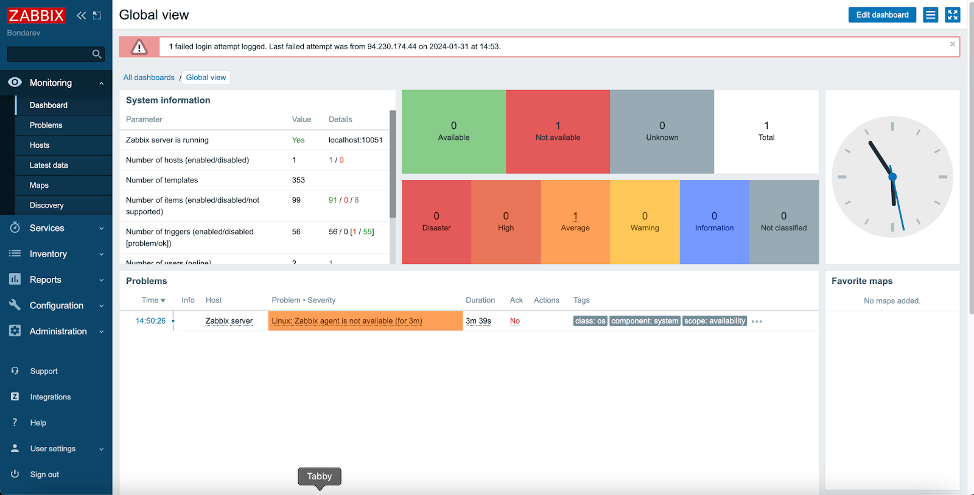 ZABBIX
Bondarev
Monitoring
Dashboard
Problems
Hosts
Latest data
Maps
Discovery
Services
Inventory
Reports
Configuration
Administration
Support
Integrations
Help
User settings
Sign out
Global view
Edit dashboard
1 failed login attempt logged. Last failed attempt was from 94.230.174.44 on 2024-01-31 at 14:53.
All dashboards / Global view
System information
Parameter Value Details
Zabbix server is running Yes localhost:10051
Number of hosts (enabled/disabled) 1 1 / 0
Number of templates 353
Number of items (enabled/disabled/not supported) 99 91 / 0 / 8
Number of triggers (enabled/disabled [problem/ok]) 56 56 / 0 [1 / 55]
Number of users (online) 2 1
0 Available
1 Not available
0 Unknown
1 Total
0 Disaster
0 High
1 Average
0 Warning
0 Information
0 Not classified
Problems
Time ▼ Info Host Problem • Severity Duration Ack Actions Tags
14:50:26 Zabbix server Linux: Zabbix agent is not available (for 3m) 3m 39s No class: os component: system scope: availability •••
Favorite maps
No maps added.
Tabby